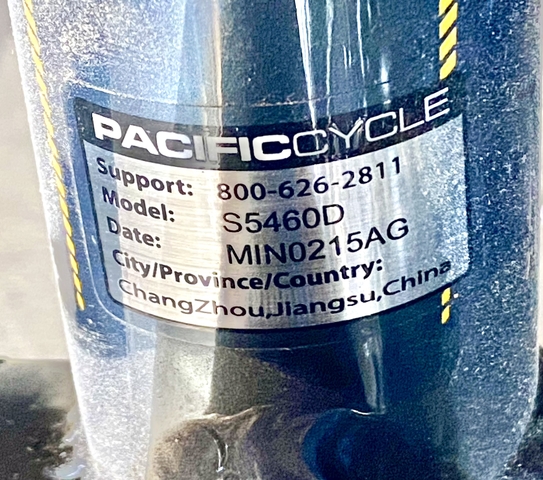 PACIFICCYCLE
Support: 800-626-2811
Model: S5460D
Date: MIN0215AG
City/Province/Country:
ChangZhou,Jiangsu,China